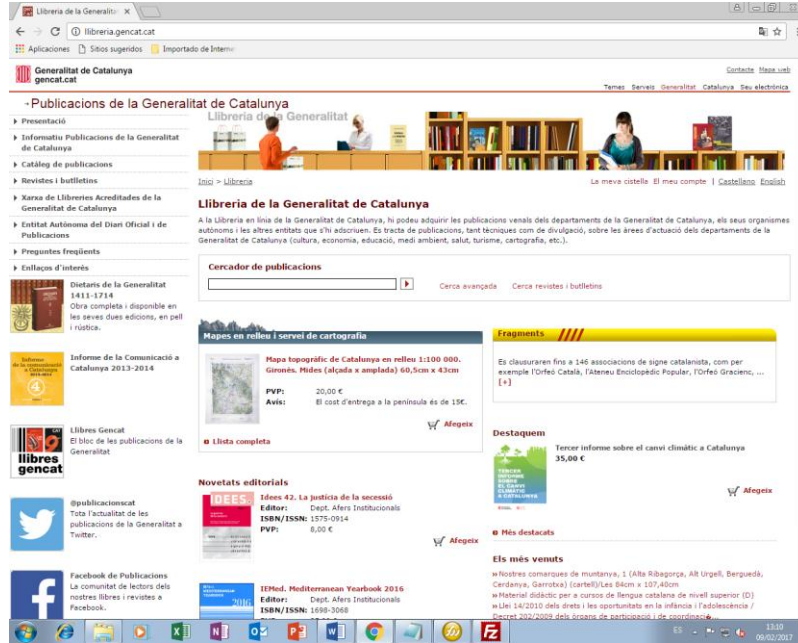 Llibreria de la Generalitat
llibreria.gencat.cat
Aplicaciones
Sitios sugeridos
Importado de Interne
Generalitat de Catalunya
gencat.cat
Contacte Mapa web
Temes Serveis Generalitat Catalunya Seu electrònica
Publicacions de la Generalitat de Catalunya
Presentació
Informatiu Publicacions de la Generalitat
de Catalunya
Catàleg de publicacions
Revistes i butlletins
Xarxa de Llibreries Acreditades de la
Generalitat
Entitat Autònoma del Diari Oficial i de
Publicacions
Preguntes freqüents
Enllaços d'interès
Dietaris de la Generalitat
1411-1714
Obra completa i disponible en
les seves dues edicions, en pell
i rústica.
Informe de la Comunicació a
Catalunya 2013-2014
Llibres Gencat
El bloc de les publicacions de la
Generalitat
llibres
gencat
@publicacionscat
Tota l'actualitat de les
publicacions de la Generalitat a
Twitter.
Facebook de Publicacions
La comunitat de lectors dels
nostres llibres i revistes a
Facebook.
Llibreria de la Generalitat
Inici > Llibreria
La meva cistella El meu compte | Castellano English
Llibreria de la Generalitat de Catalunya
A la Llibreria en línia de la Generalitat de Catalunya, hi podeu adquirir les publicacions venals dels departaments de la Generalitat de Catalunya, els seus organismes
autònoms i les altres entitats que s'hi adscriuen. Es tracta de publicacions, tant tècniques com de divulgació, sobre les àrees d'actuació dels departaments de la
Generalitat de Catalunya (cultura, economia, educació, medi ambient, salut, turisme, cartografia, etc.).
Cercador de publicacions
Cerca avançada Cerca revistes i butlletins
Mapes en relleu i servei de cartografia
Mapa topogràfic de Catalunya en relleu 1:100 000.
Gironès. Mides (alçada x amplada) 60,5cm x 43cm
PVP: 20,00 €
Avís: El cost d'entrega a la península és de 15€.
Afegeix
Llista completa
Novetats editorials
IDEES
Idees 42. La justícia de la secessió
Editor: Dept. Afers Institucionals
ISBN/ISSN: 1575-0914
PVP: 8,00 €
Afegeix
IEMed. Mediterranean Yearbook 2016
Editor: Dept. Afers Institucionals
ISBN/ISSN: 1698-3068
Fragments
Es clausuraren fins a 146 associacions de signe catalanista, com per
exemple l'Orfeó Català, l'Ateneu Enciclopèdic Popular, l'Orfeó Gracienc, ...
[+]
Destaquem
Tercer informe sobre el canvi climàtic a Catalunya
35,00 €
TERCER
INFORME
SOBRE
EL CANVI
CLIMÀTIC
A CATALUNYA
Afegeix
Més destacats
Els més venuts
Nostres comarques de muntanya, 1 (Alta Ribagorça, Alt Urgell, Berguedà,
Cerdanya, Garrotxa) (cartell)/Les 84cm x 107,40cm
Material didàctic per a cursos de llengua catalana de nivell superior (D)
Llei 14/2010 dels drets i les oportunitats en la infància i l'adolescència /
Decret 202/2009 dels òrgans de participació i de coordinació
ES
13:10
09/02/2017